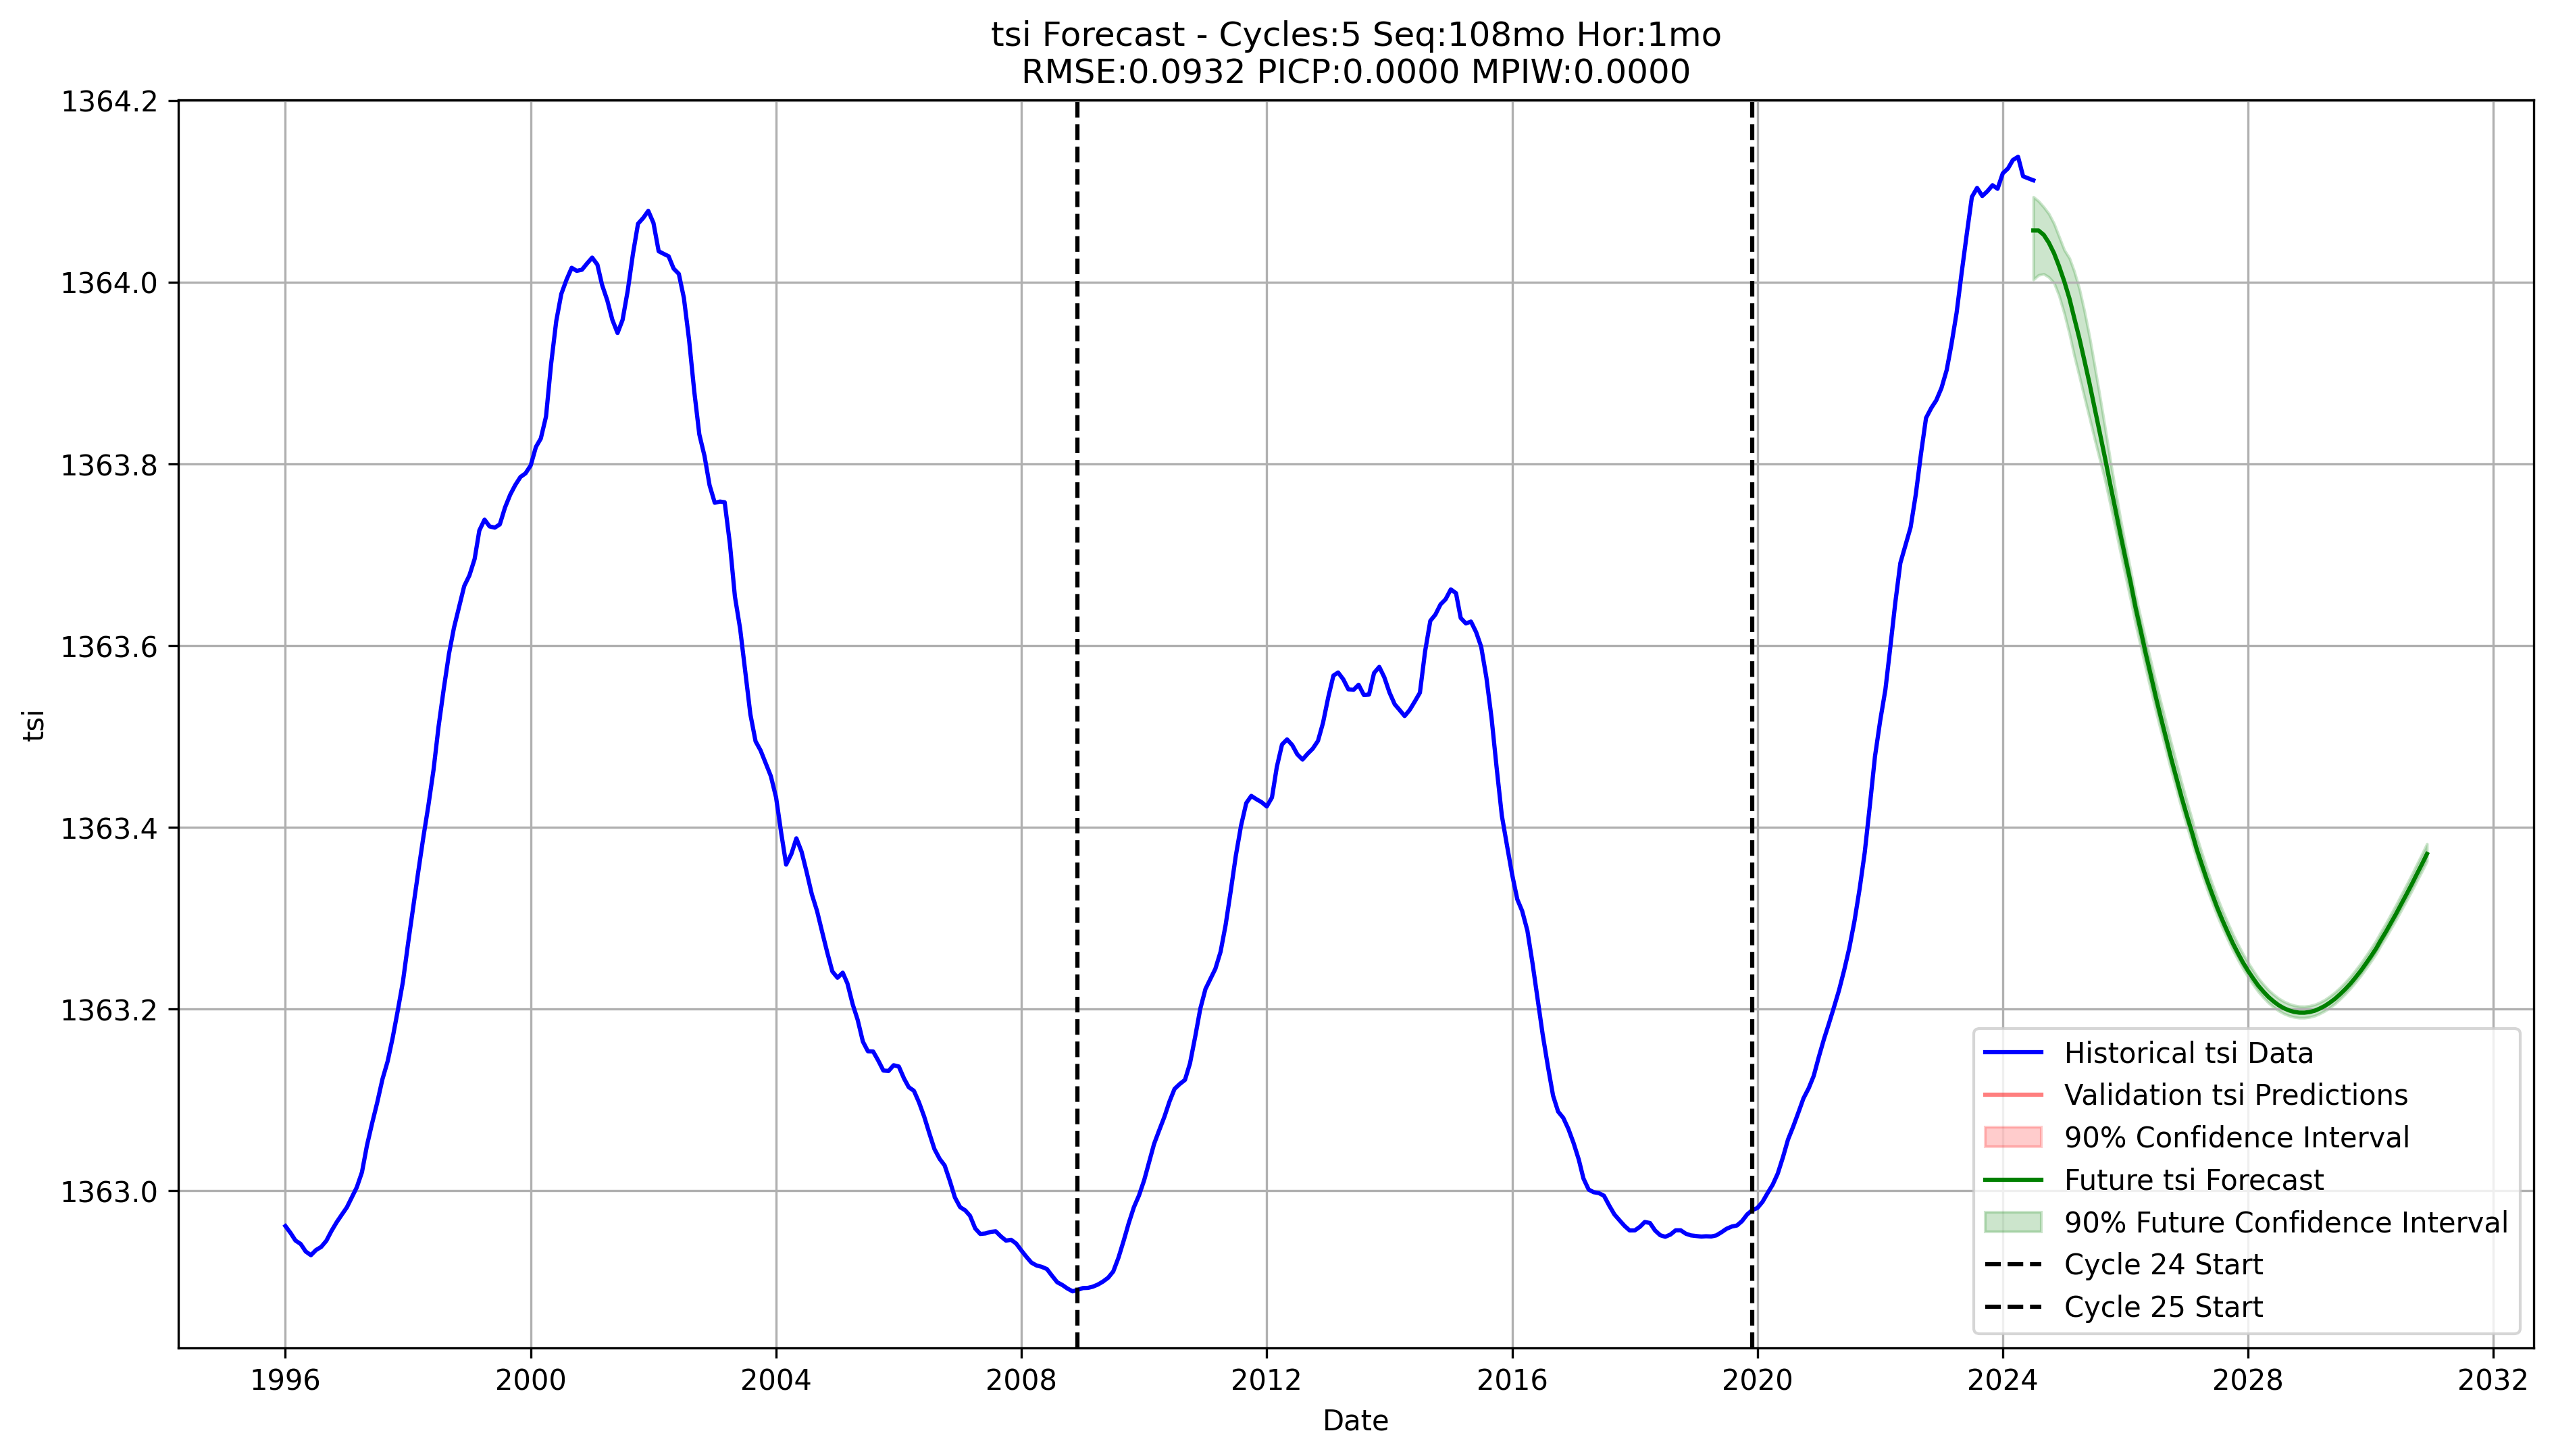 tsi Forecast - Cycles:5 Seq:108mo Hor:1mo
RMSE:0.0932 PICP:0.0000 MPIW:0.0000
1364.2
1364.0
1363.8
1363.6
1363.4
1363.2
1363.0
tsi
1996
2000
2004
2008
2012
2016
2020
2024
2028
2032
Date
Historical tsi Data
Validation tsi Predictions
90% Confidence Interval
Future tsi Forecast
90% Future Confidence Interval
Cycle 24 Start
Cycle 25 Start